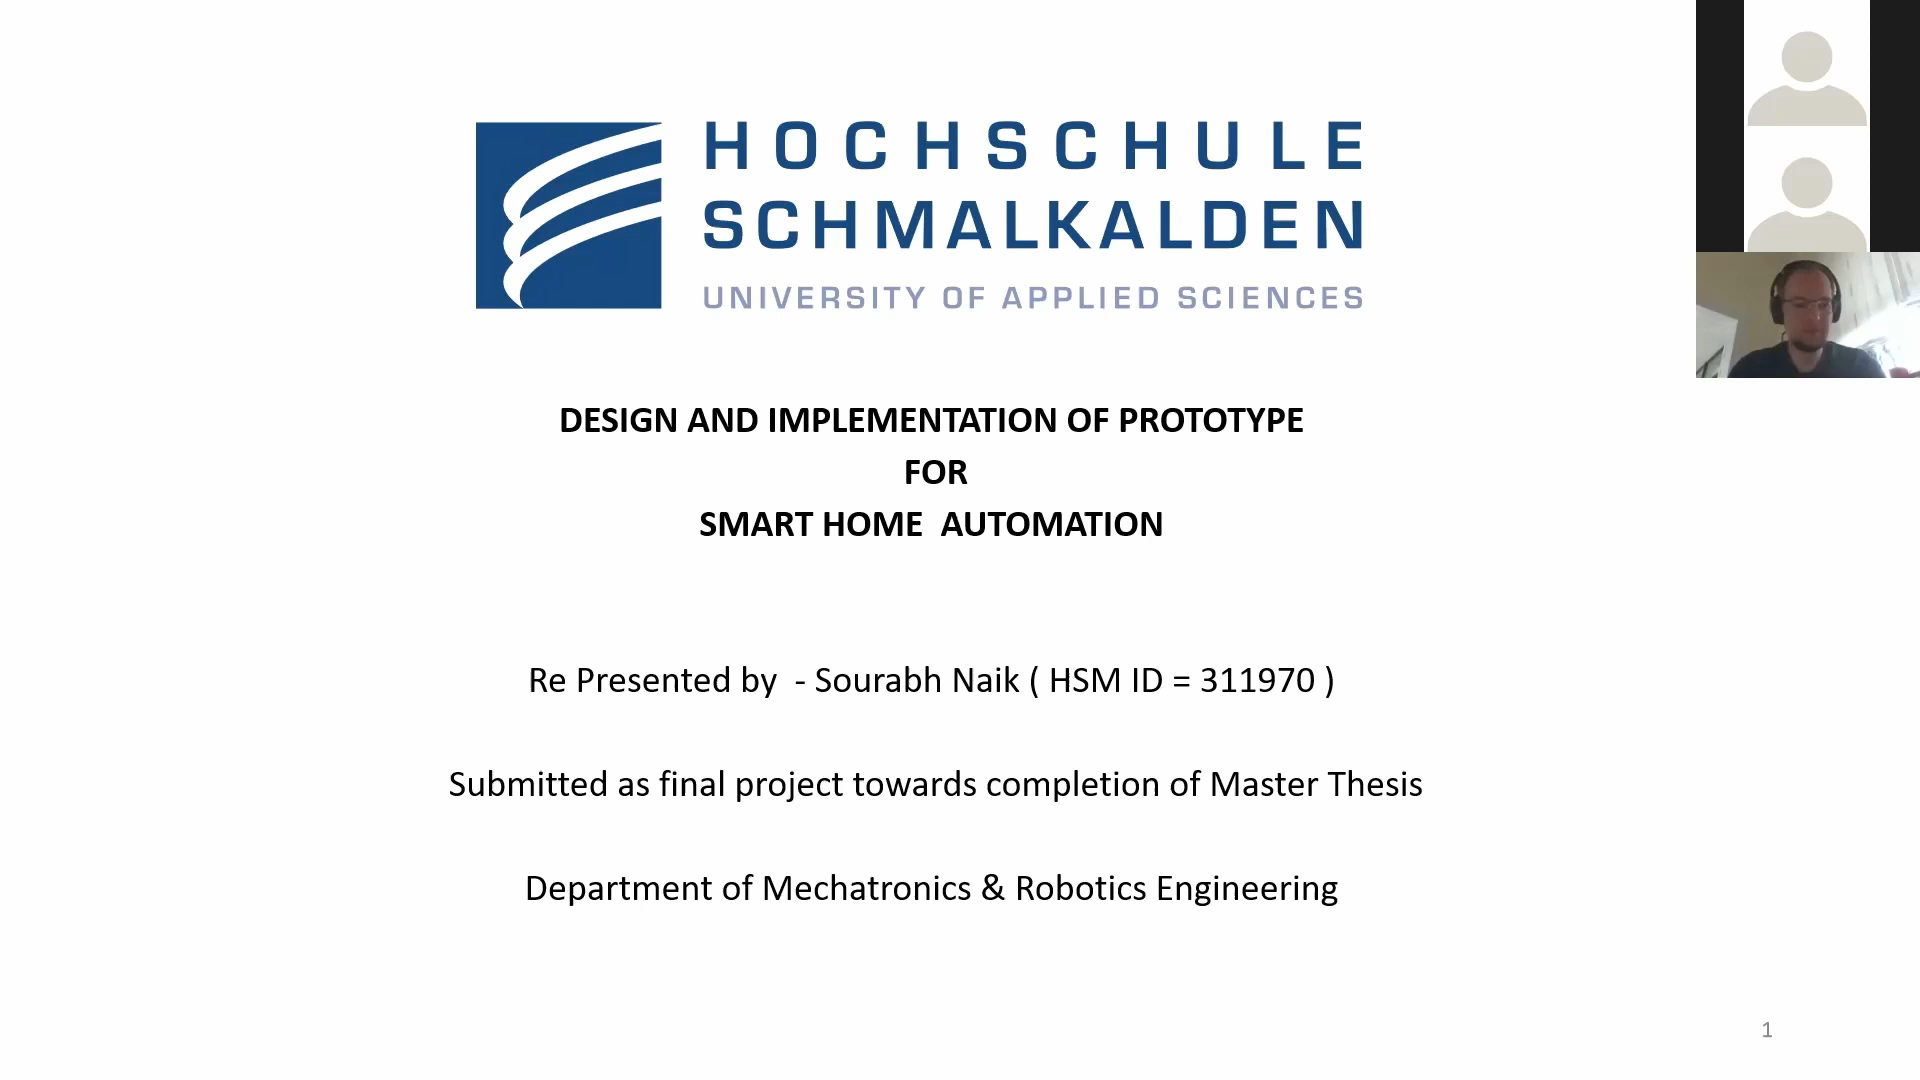 HOCHSCHULE
SCHMALKALDEN
UNIVERSITY OF APPLIED SCIENCES
DESIGN AND IMPLEMENTATION OF PROTOTYPE
FOR
SMART HOME  AUTOMATION
Re Presented by  - Sourabh Naik ( HSM ID = 311970 )
Submitted as final project towards completion of Master Thesis
Department of Mechatronics & Robotics Engineering
1